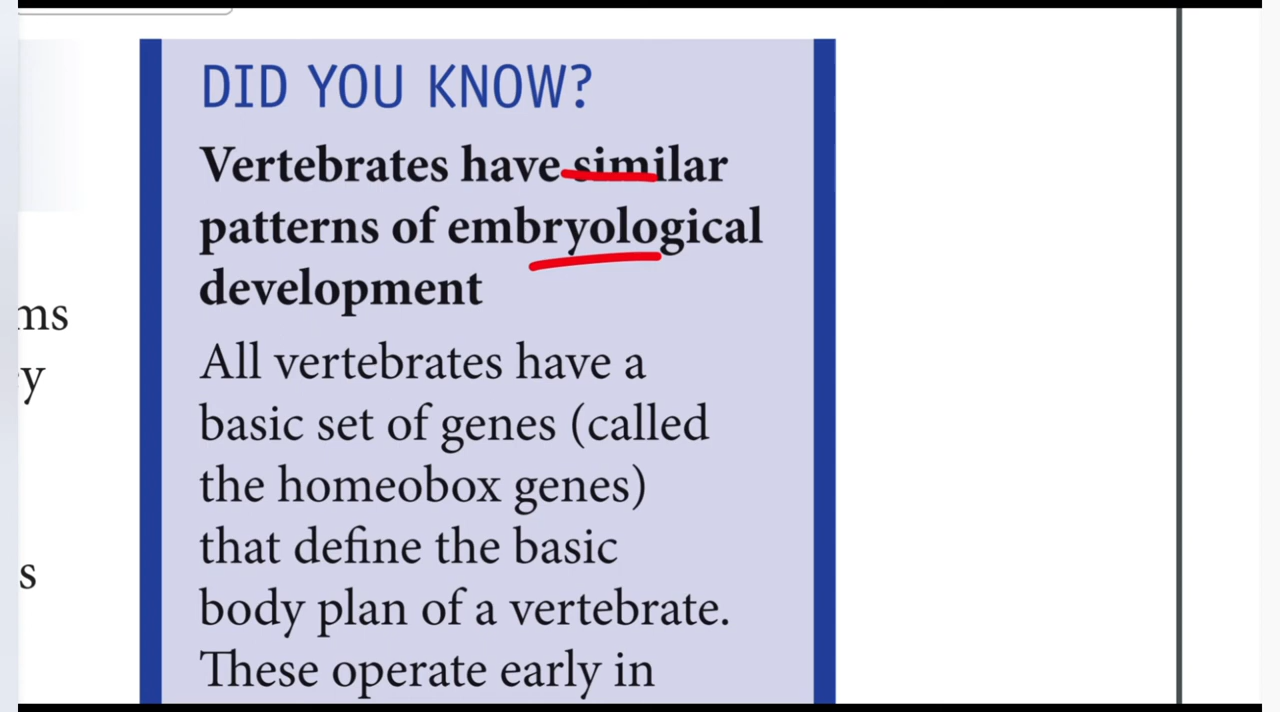 DID YOU KNOW?
Vertebrates have similar
patterns of embryological
development
All vertebrates have a
basic set of genes (called
the homeobox genes)
that define the basic
body plan of a vertebrate.
These operate early in
ms
y
s